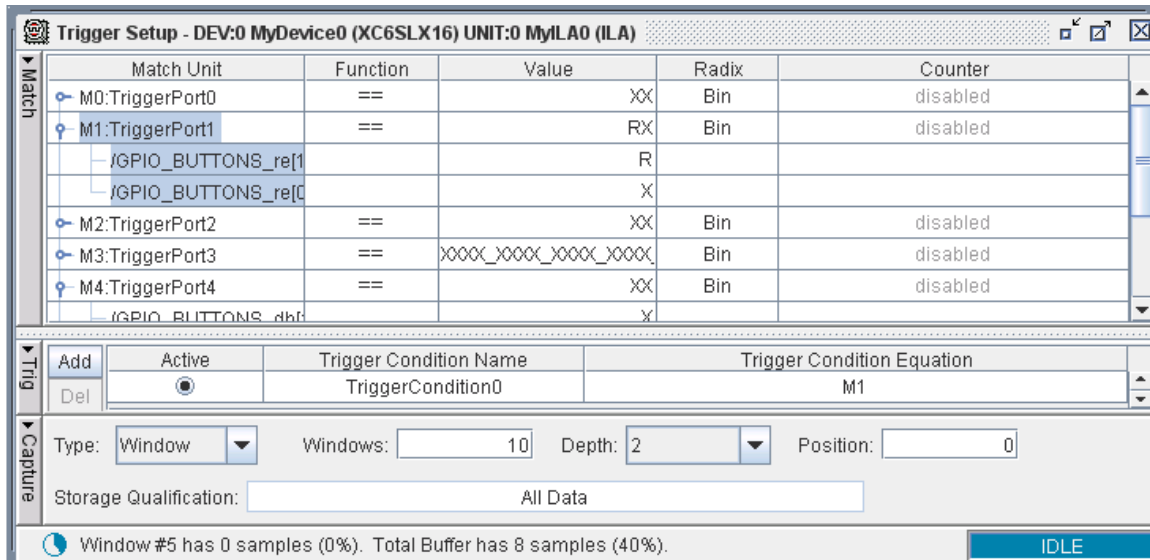 Trigger Setup - DEV:0 MyDevice0 (XC6SLX16) UNIT:0 MyILA0 (ILA)
Match
Match Unit Function Value Radix Counter
M0:TriggerPort0 == XX Bin disabled
M1:TriggerPort1 == RX Bin disabled
/GPIO_BUTTONS_re[1 R
/GPIO_BUTTONS_re[0 X
M2:TriggerPort2 == XX Bin disabled
M3:TriggerPort3 == XXXX_XXXX_XXXX_XXXX_ Bin disabled
M4:TriggerPort4 == XX Bin disabled
/GPIO_BUTTONS_db[ X
Trig
Add Active Trigger Condition Name Trigger Condition Equation
Del TriggerCondition0 M1
Capture
Type: Window Windows: 10 Depth: 2 Position: 0
Storage Qualification: All Data
Window #5 has 0 samples (0%). Total Buffer has 8 samples (40%). IDLE